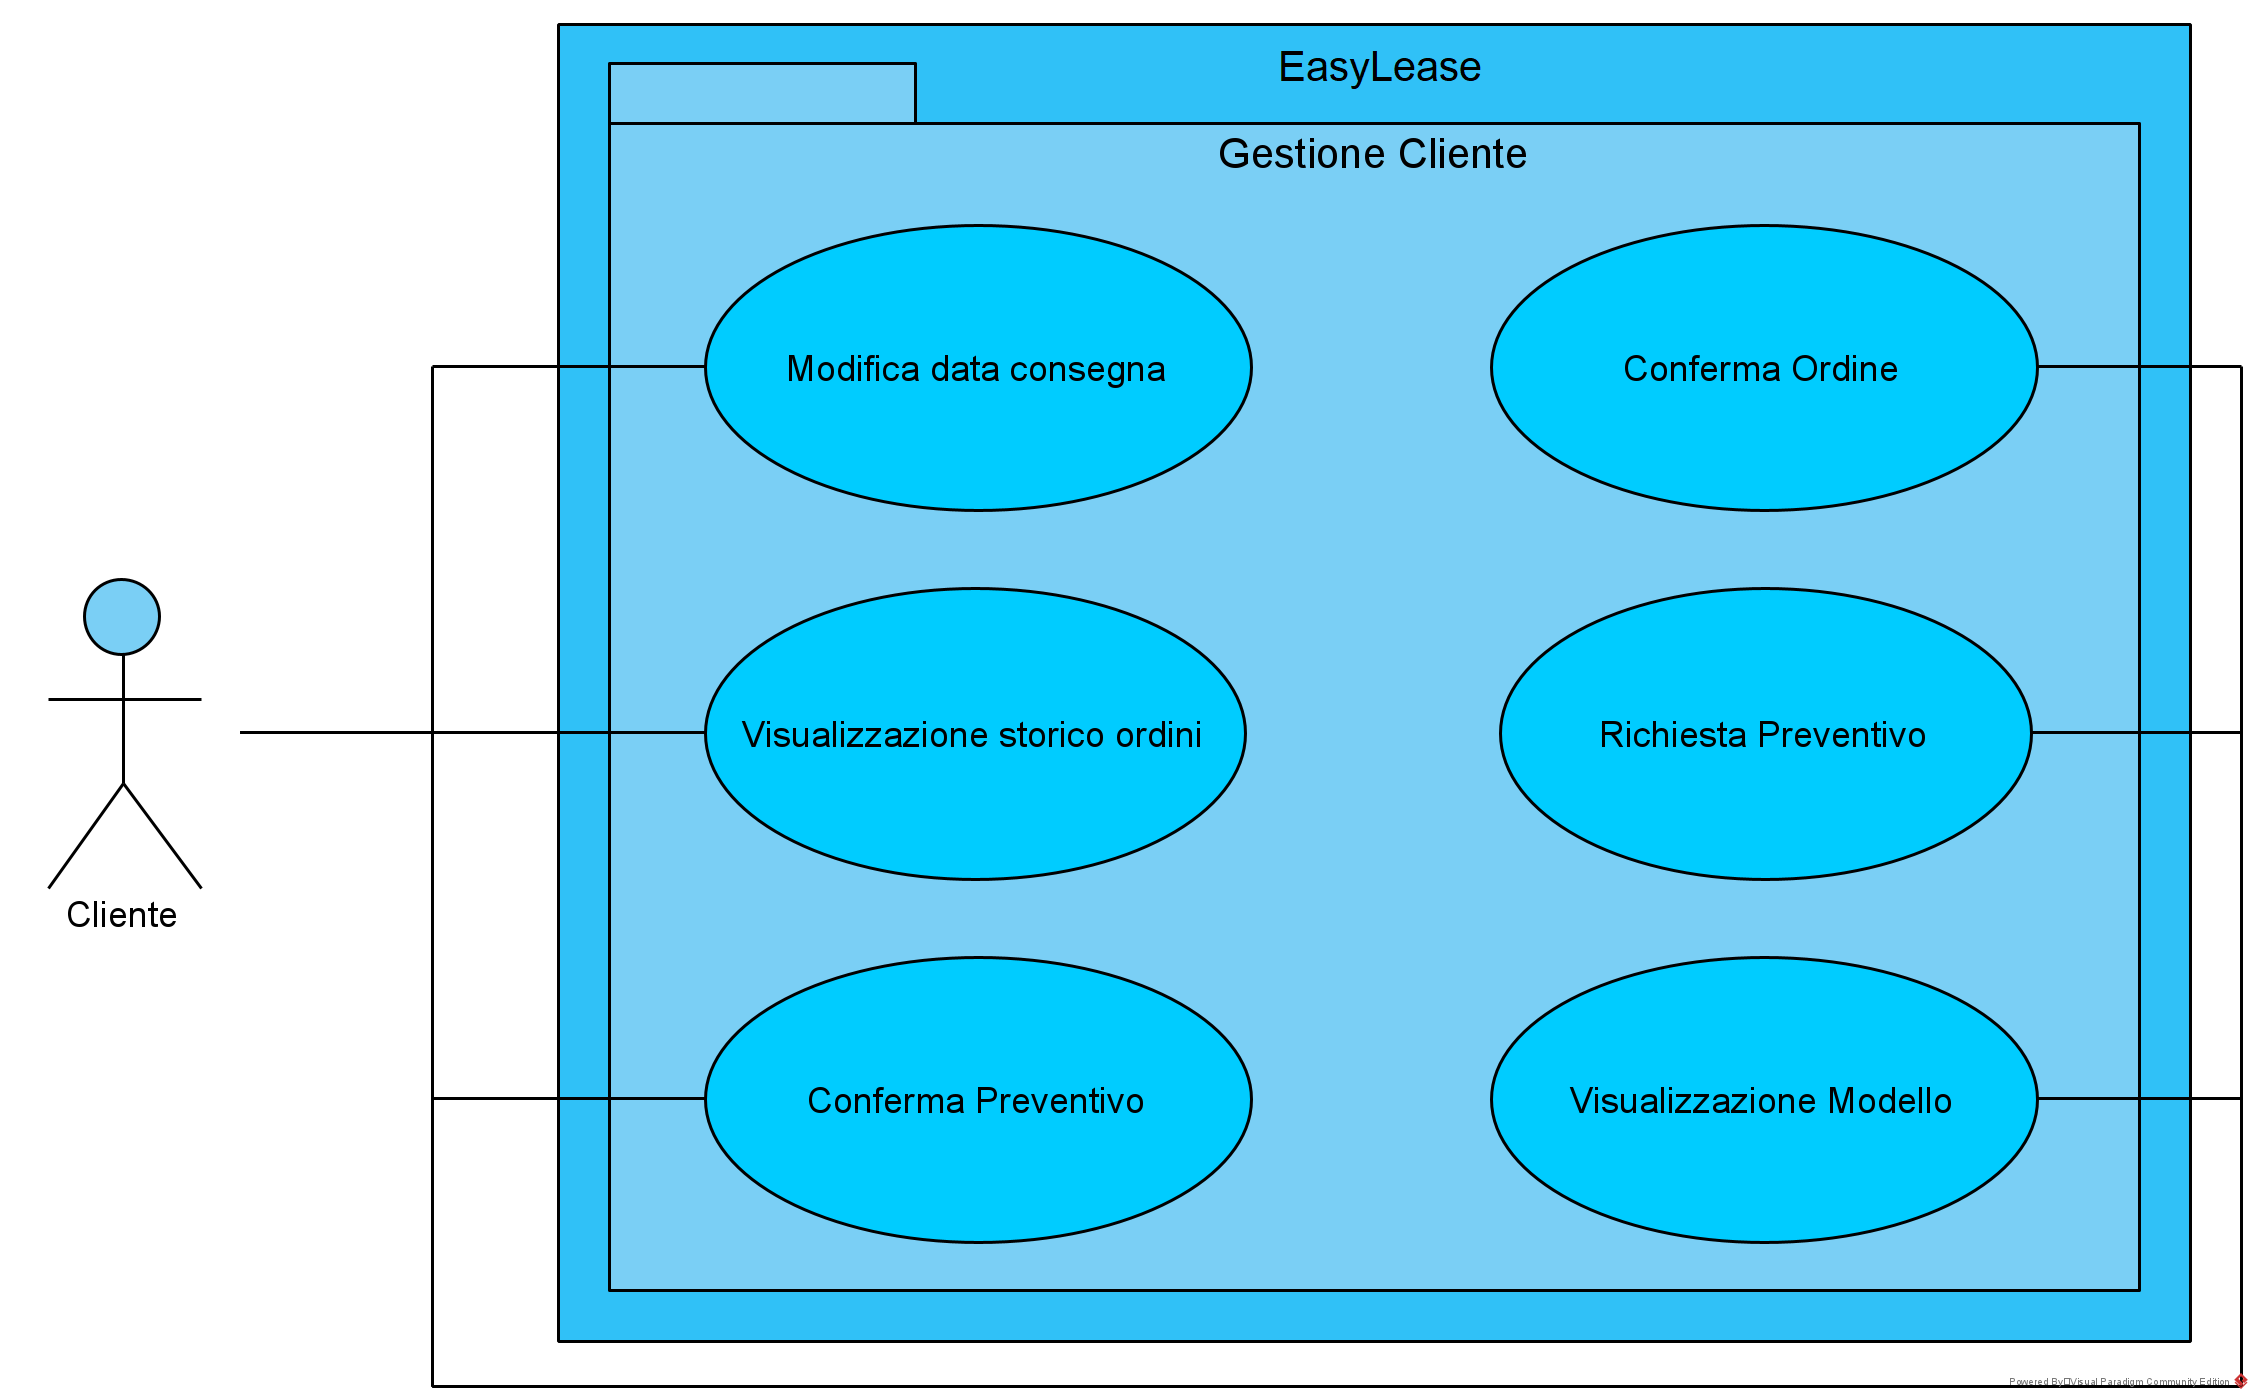 EasyLease
Gestione Cliente
Modifica data consegna
Conferma Ordine
Visualizzazione storico ordini
Richiesta Preventivo
Cliente
Conferma Preventivo
Visualizzazione Modello
Powered By Visual Paradigm Community Edition